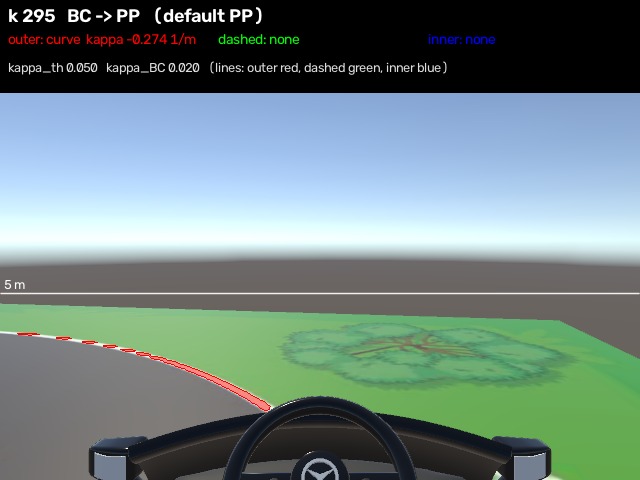 k 295 BC -> PP (default PP)
outer: curve kappa -0.274 1/m dashed: none inner: none
kappa_th 0.050 kappa_BC 0.020 (lines: outer red, dashed green, inner blue)
5 m